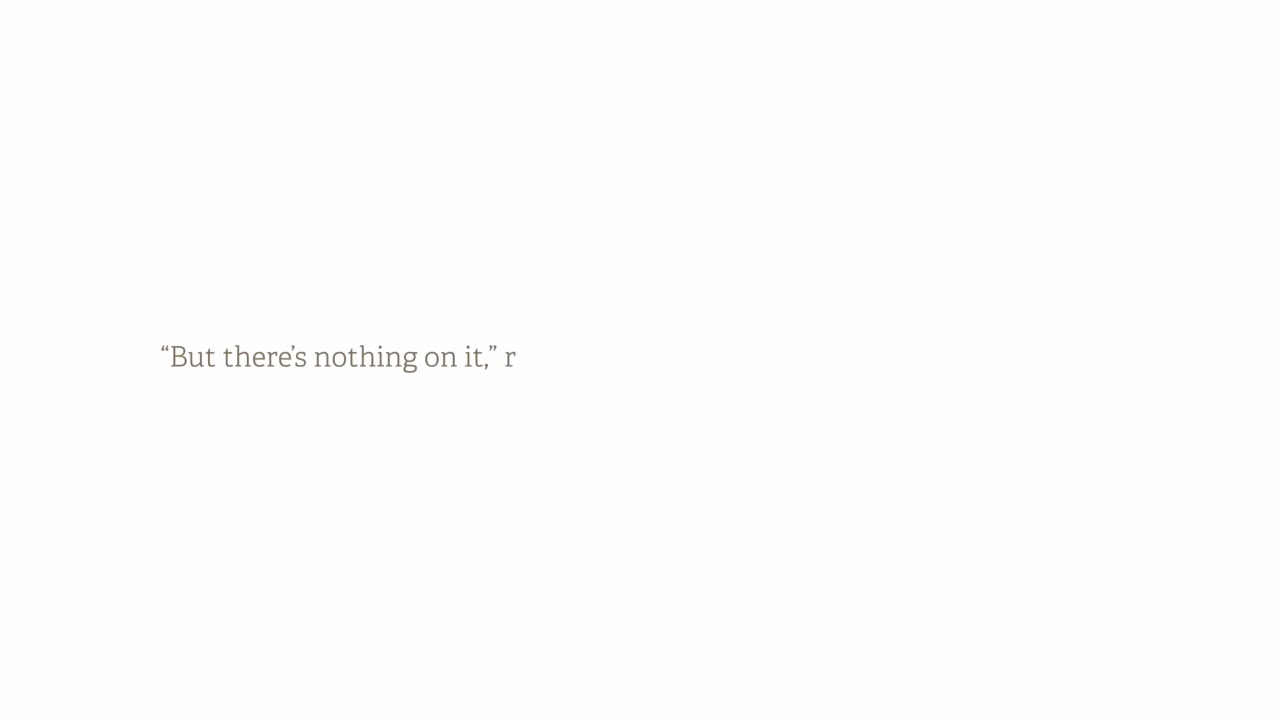 “But there’s nothing on it,” r